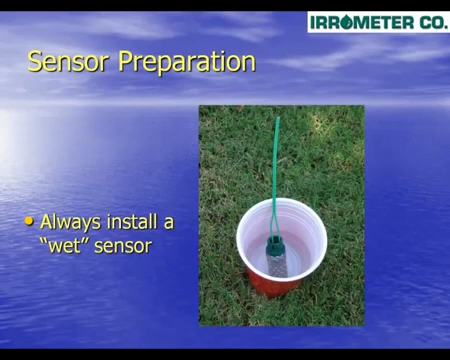 IRROMETER CO.
Sensor Preparation
Always install a
“wet” sensor